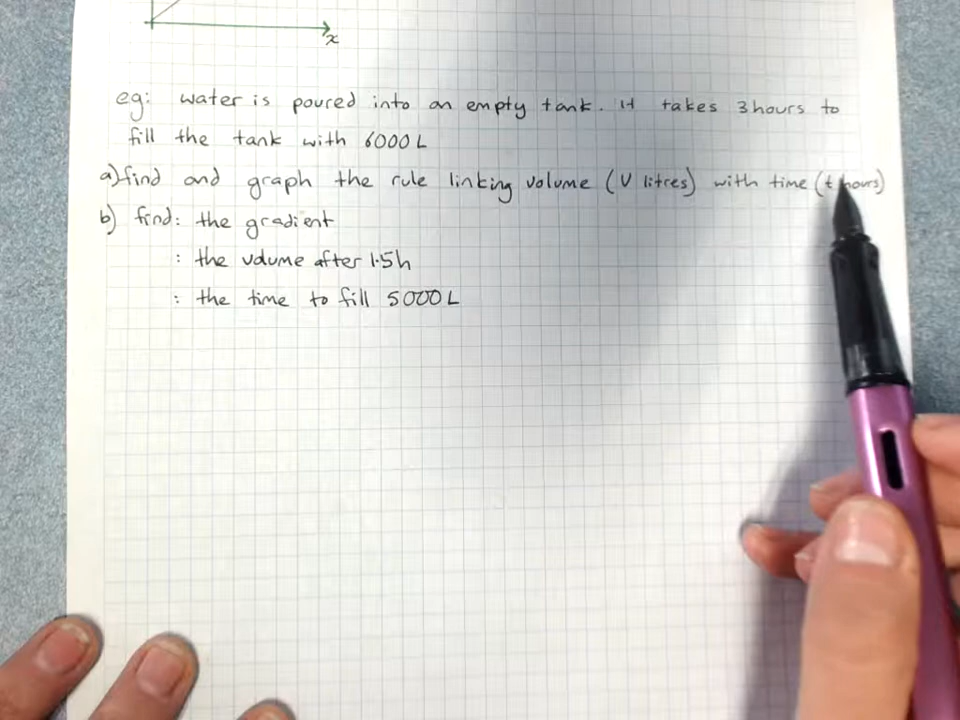 x
eg: water is poured into an empty tank. It takes 3 hours to
fill the tank with 6000 L
a) find and graph the rule linking volume (V litres) with time (t hours)
b) find: the gradient
: the volume after 1.5h
: the time to fill 5000 L